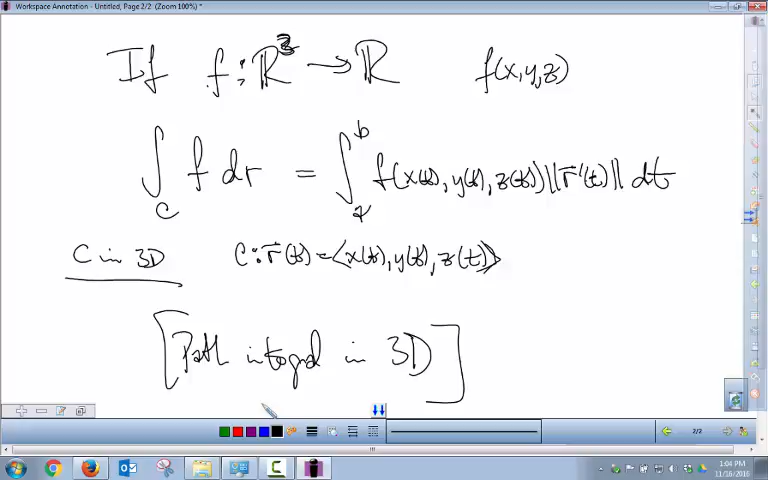 Workspace Annotation - Untitled, Page 2/2 (Zoom 100%) *
If f: ℝ³ → ℝ f(x,y,z)
∫_C f dr = ∫_a^b f(x(t), y(t), z(t)) ||r⃗'(t)|| dt
C in 3D C: r⃗(t) = <x(t), y(t), z(t)>
[Path integral in 3D]
2/2
1:04 PM
11/16/2016